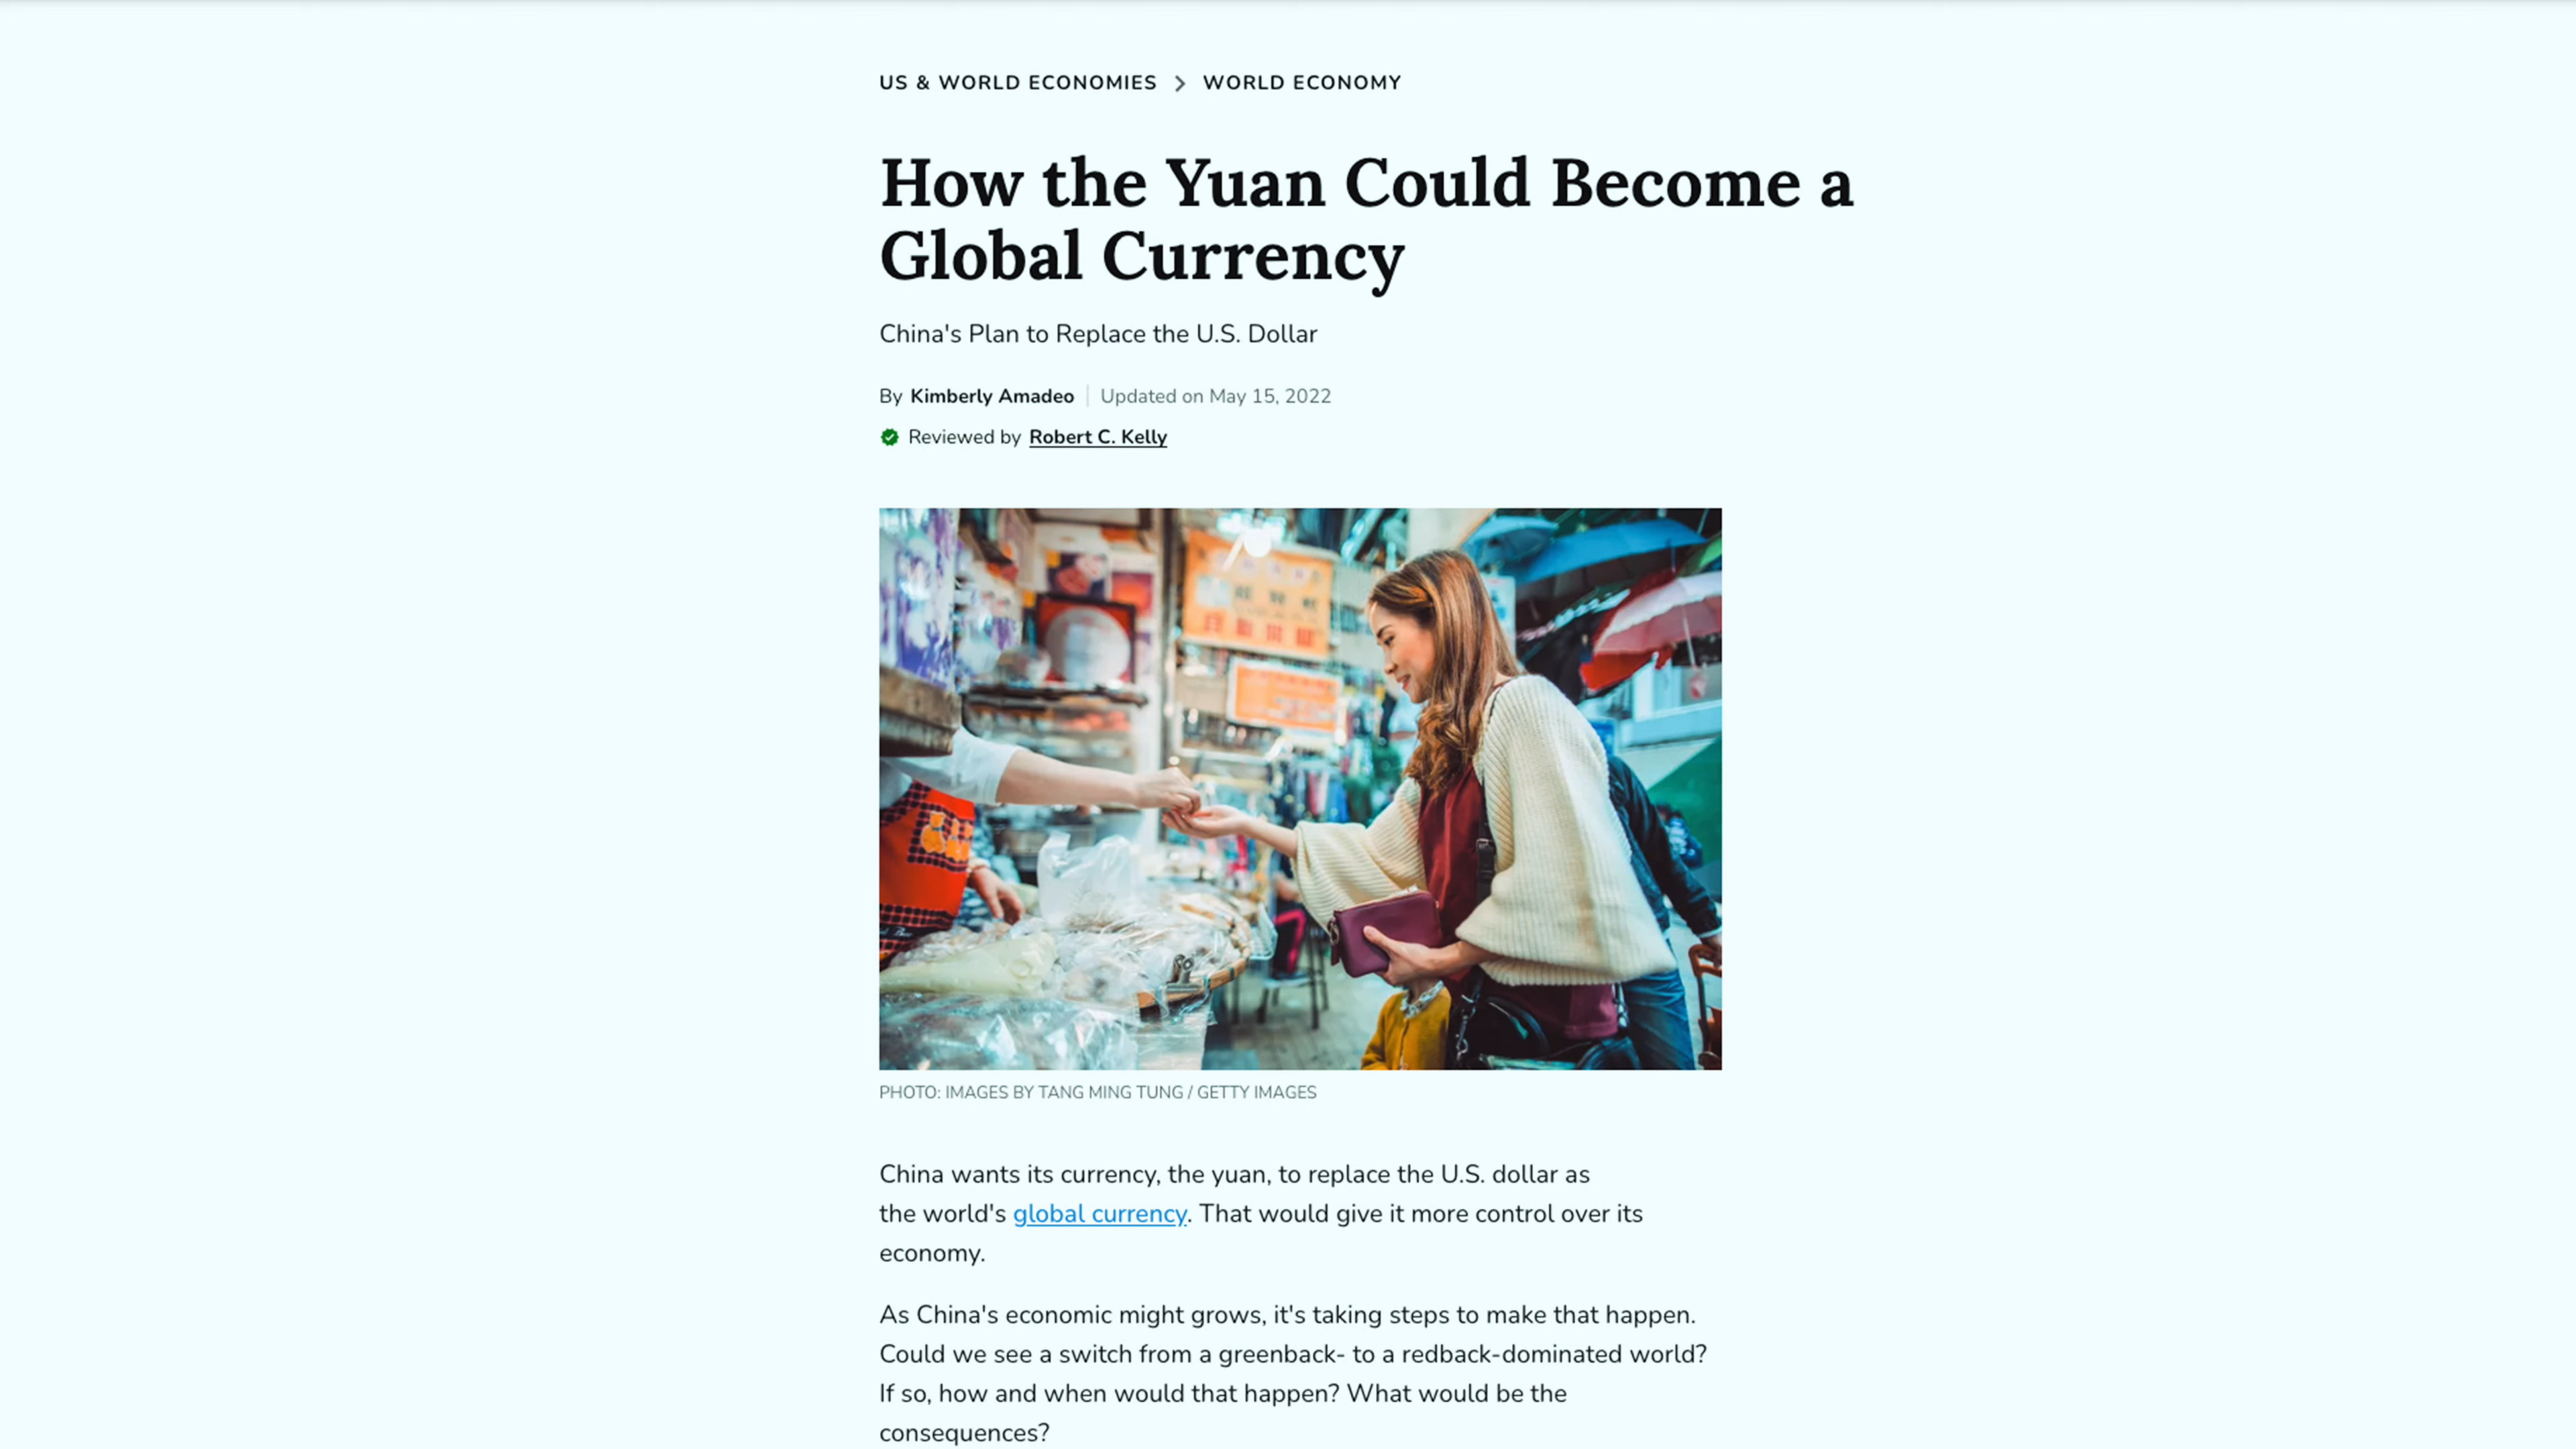 US & WORLD ECONOMIES > WORLD ECONOMY
How the Yuan Could Become a
Global Currency
China's Plan to Replace the U.S. Dollar
By Kimberly Amadeo | Updated on May 15, 2022
Reviewed by Robert C. Kelly
PHOTO: IMAGES BY TANG MING TUNG / GETTY IMAGES
China wants its currency, the yuan, to replace the U.S. dollar as
the world's global currency. That would give it more control over its
economy.
As China's economic might grows, it's taking steps to make that happen.
Could we see a switch from a greenback- to a redback-dominated world?
If so, how and when would that happen? What would be the
consequences?